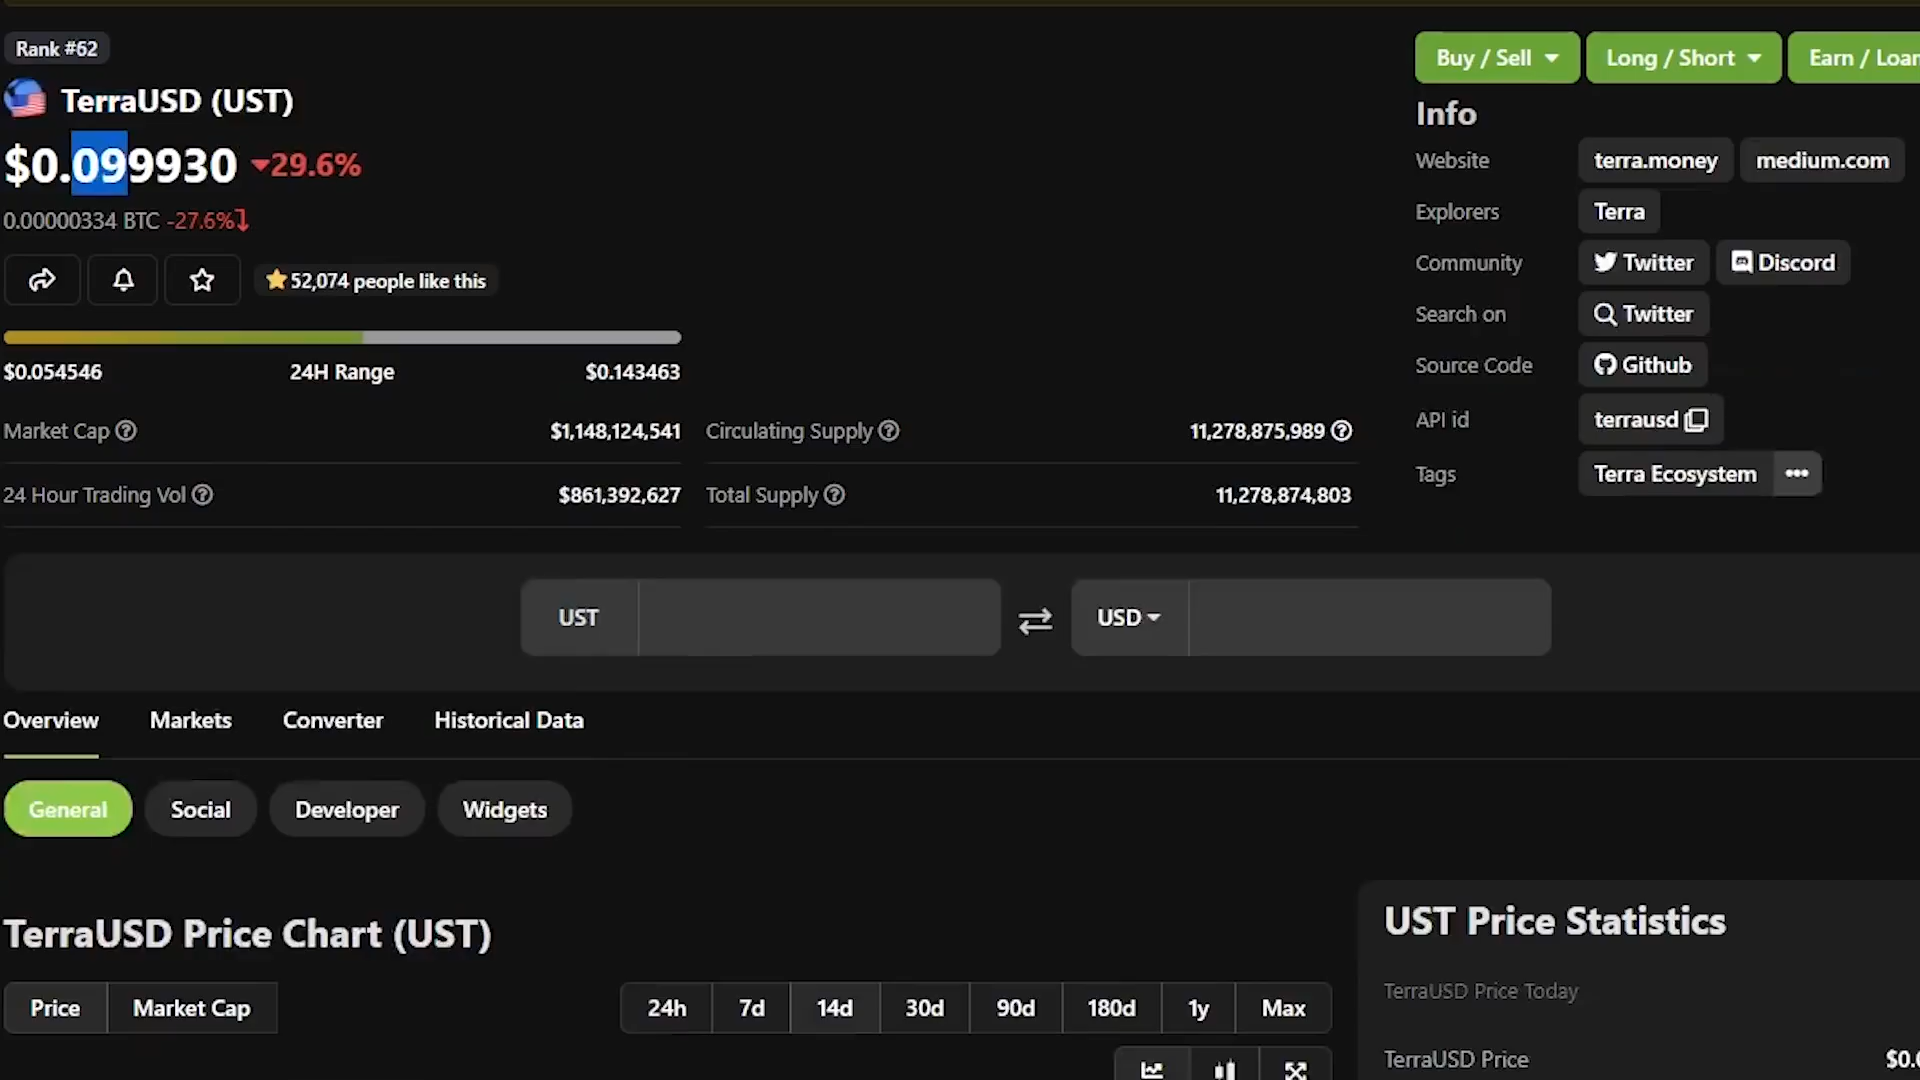 Rank #62
TerraUSD (UST)
$0.099930 29.6%
0.00000334 BTC -27.6%
52,074 people like this
$0.054546 24H Range $0.143463
Market Cap $1,148,124,541
24 Hour Trading Vol $861,392,627
Circulating Supply 11,278,875,989
Total Supply 11,278,874,803
Buy / Sell Long / Short Earn / Loan
Info
Website terra.money medium.com
Explorers Terra
Community Twitter Discord
Search on Twitter
Source Code Github
API id terrausd
Tags Terra Ecosystem •••
UST USD
Overview Markets Converter Historical Data
General Social Developer Widgets
TerraUSD Price Chart (UST)
Price Market Cap
24h 7d 14d 30d 90d 180d 1y Max
UST Price Statistics
TerraUSD Price Today
TerraUSD Price $0.0